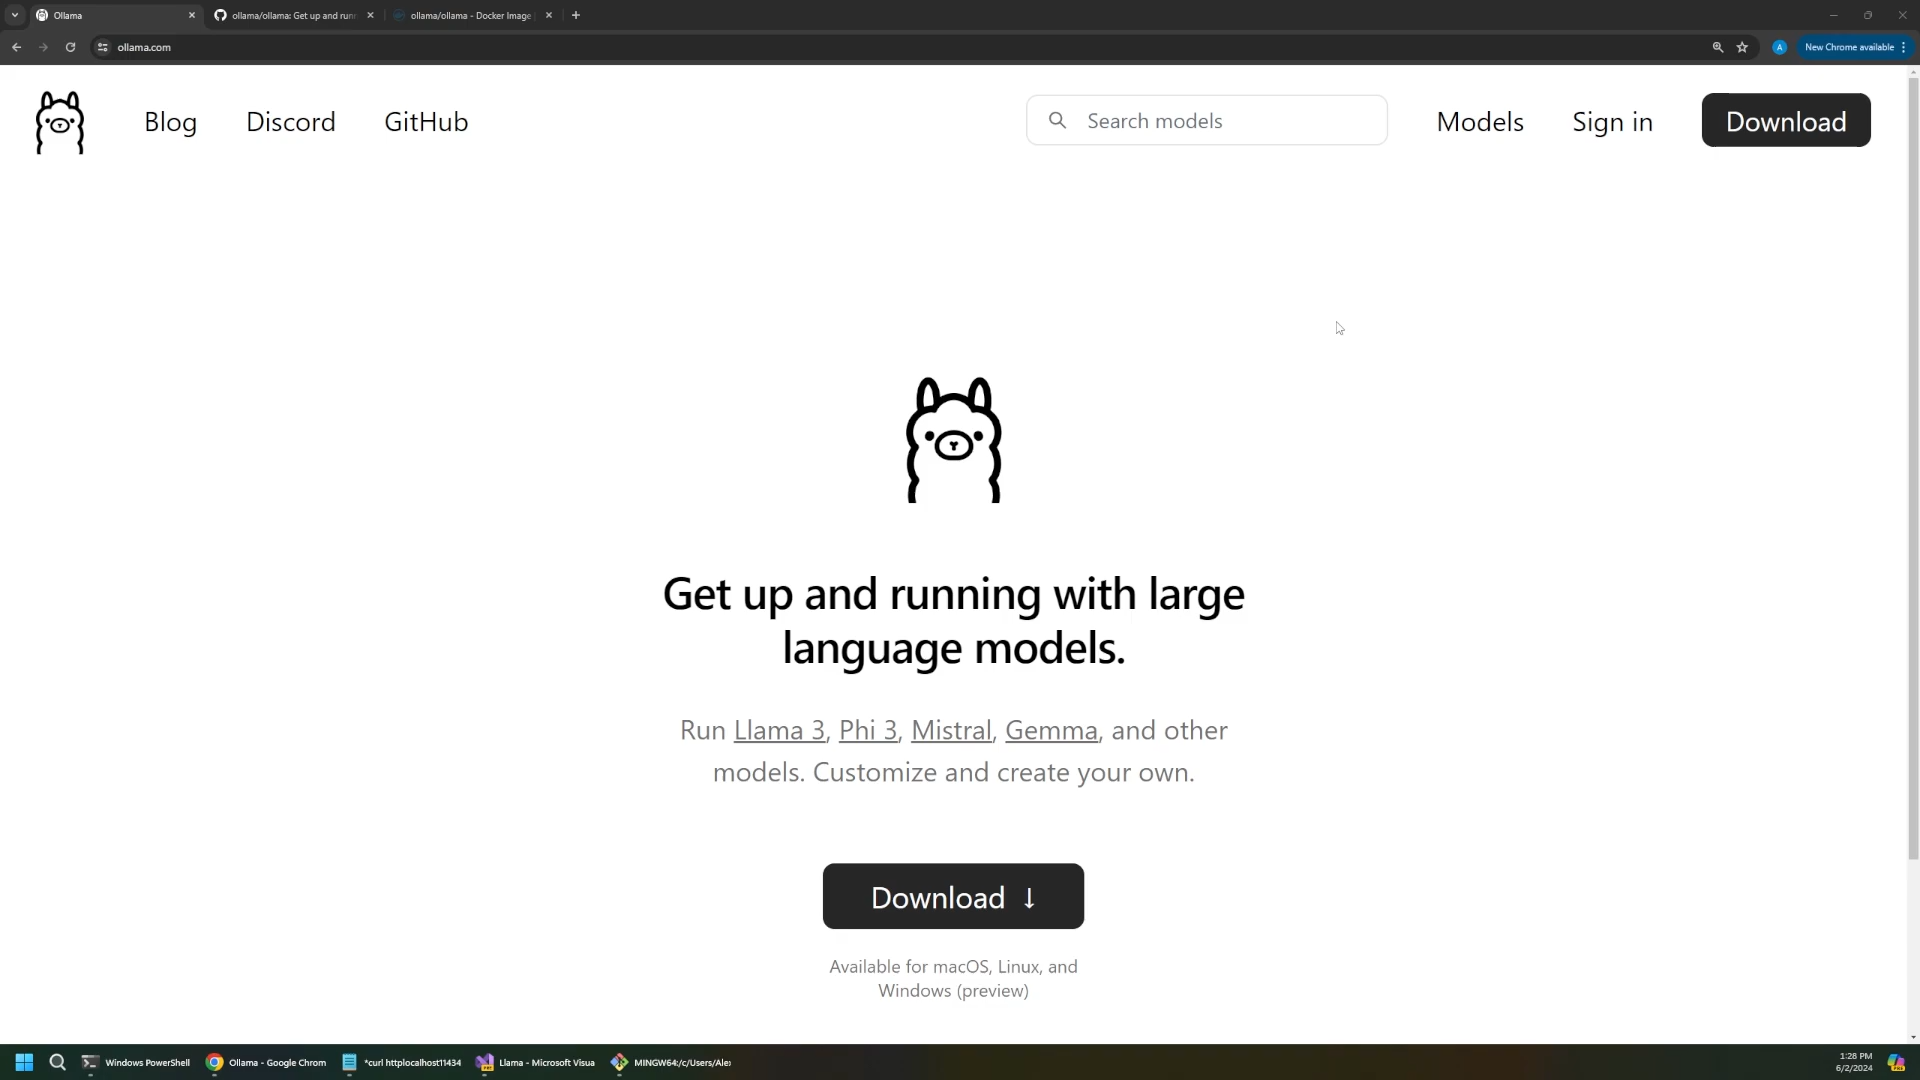 Ollama
ollama/ollama: Get up and run
ollama/ollama - Docker Image
ollama.com
A
New Chrome available
Blog
Discord
GitHub
Search models
Models
Sign in
Download
Get up and running with large
language models.
Run Llama 3, Phi 3, Mistral, Gemma, and other
models. Customize and create your own.
Download ↓
Available for macOS, Linux, and
Windows (preview)
Windows PowerShell
Ollama - Google Chrom
*curl httplocalhost11434
Llama - Microsoft Visua
MINGW64:/c/Users/Ale
1:28 PM
6/2/2024